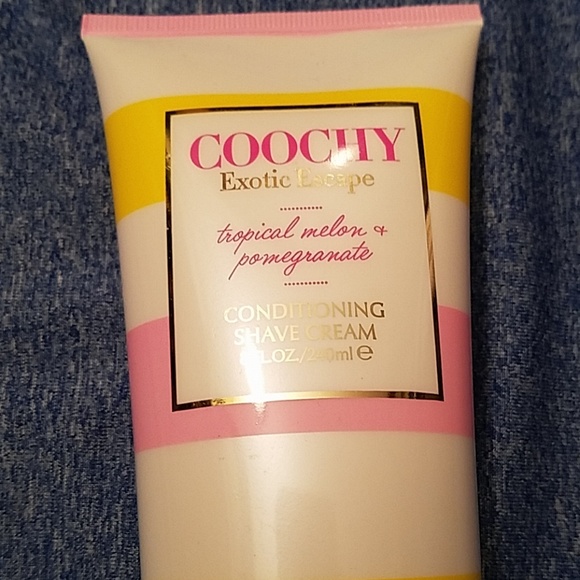 COOCHY
Exotic Escape
tropical melon +
pomegranate
CONDITIONING
SHAVE CREAM
FL.OZ./240ml e